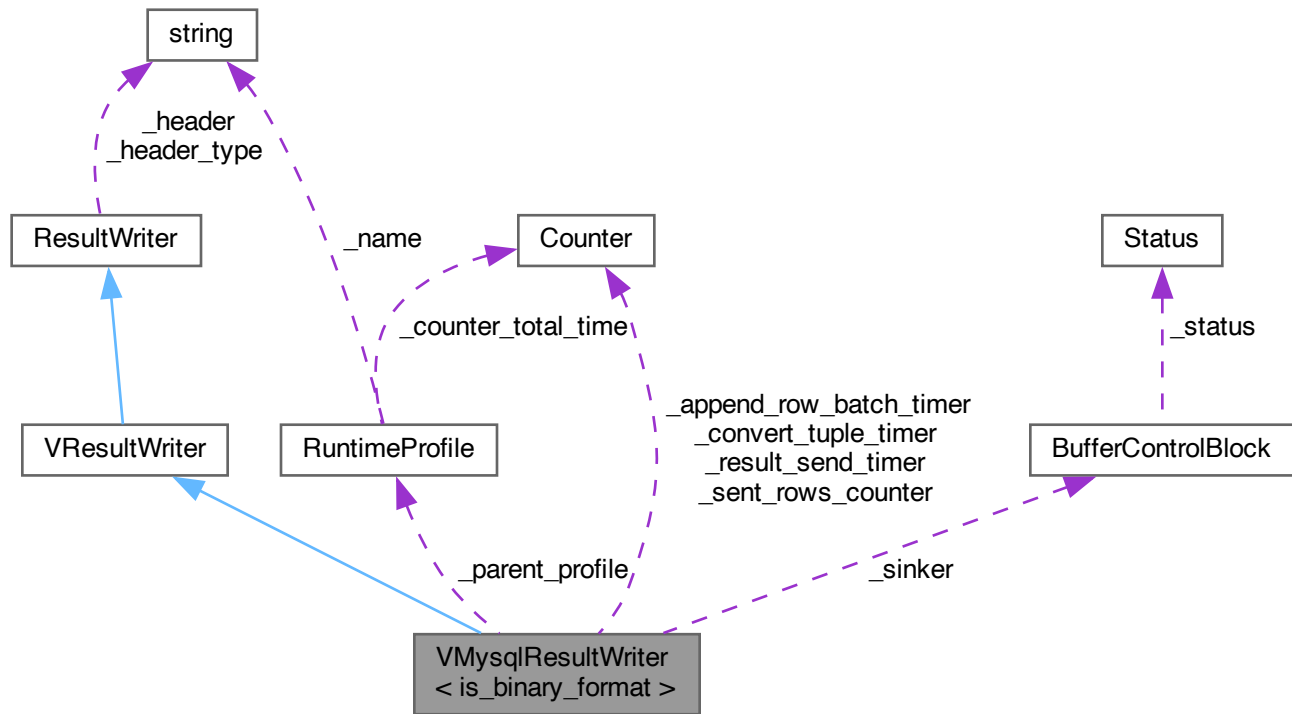 string
_header
_header_type
ResultWriter
_name
Counter
Status
_counter_total_time
_status
VResultWriter
RuntimeProfile
_append_row_batch_timer
_convert_tuple_timer
_result_send_timer
_sent_rows_counter
BufferControlBlock
_parent_profile
_sinker
VMysqlResultWriter
< is_binary_format >